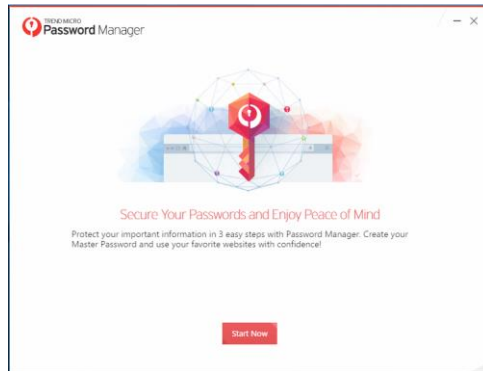 TREND MICRO
Password Manager
Secure Your Passwords and Enjoy Peace of Mind
Protect your important information in 3 easy steps with Password Manager. Create your
Master Password and use your favorite websites with confidence!
Start Now